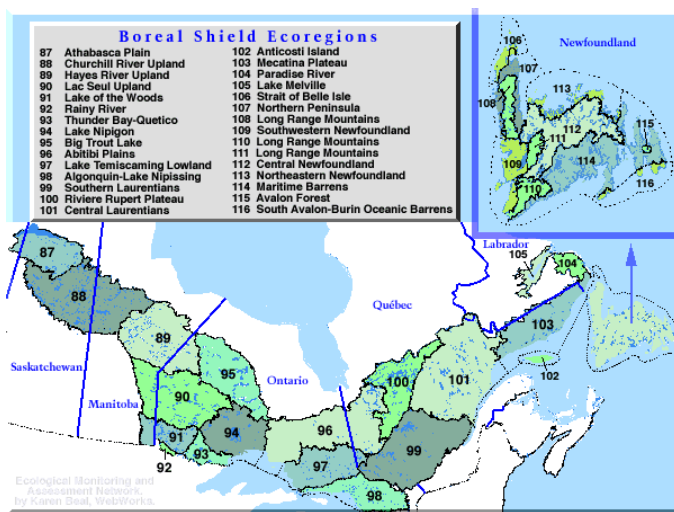 Boreal Shield Ecoregions
87 Athabasca Plain
88 Churchill River Upland
89 Hayes River Upland
90 Lac Seul Upland
91 Lake of the Woods
92 Rainy River
93 Thunder Bay-Quetico
94 Lake Nipigon
95 Big Trout Lake
96 Abitibi Plains
97 Lake Temiscaming Lowland
98 Algonquin-Lake Nipissing
99 Southern Laurentians
100 Riviere Rupert Plateau
101 Central Laurentians
102 Anticosti Island
103 Mecatina Plateau
104 Paradise River
105 Lake Melville
106 Strait of Belle Isle
107 Northern Peninsula
108 Long Range Mountains
109 Southwestern Newfoundland
110 Long Range Mountains
111 Long Range Mountains
112 Central Newfoundland
113 Northeastern Newfoundland
114 Maritime Barrens
115 Avalon Forest
116 South Avalon-Burin Oceanic Barrens
106
Newfoundland
107
113
108
115
112
111
114
109
116
110
Labrador
87
105
104
88
Québec
103
89
Saskatchewan
95
Ontario
102
100
101
90
Manitoba
96
91
94
99
93
97
92
98
Ecological Monitoring and
Assessment Network.
by Karen Beal, WebWorks.